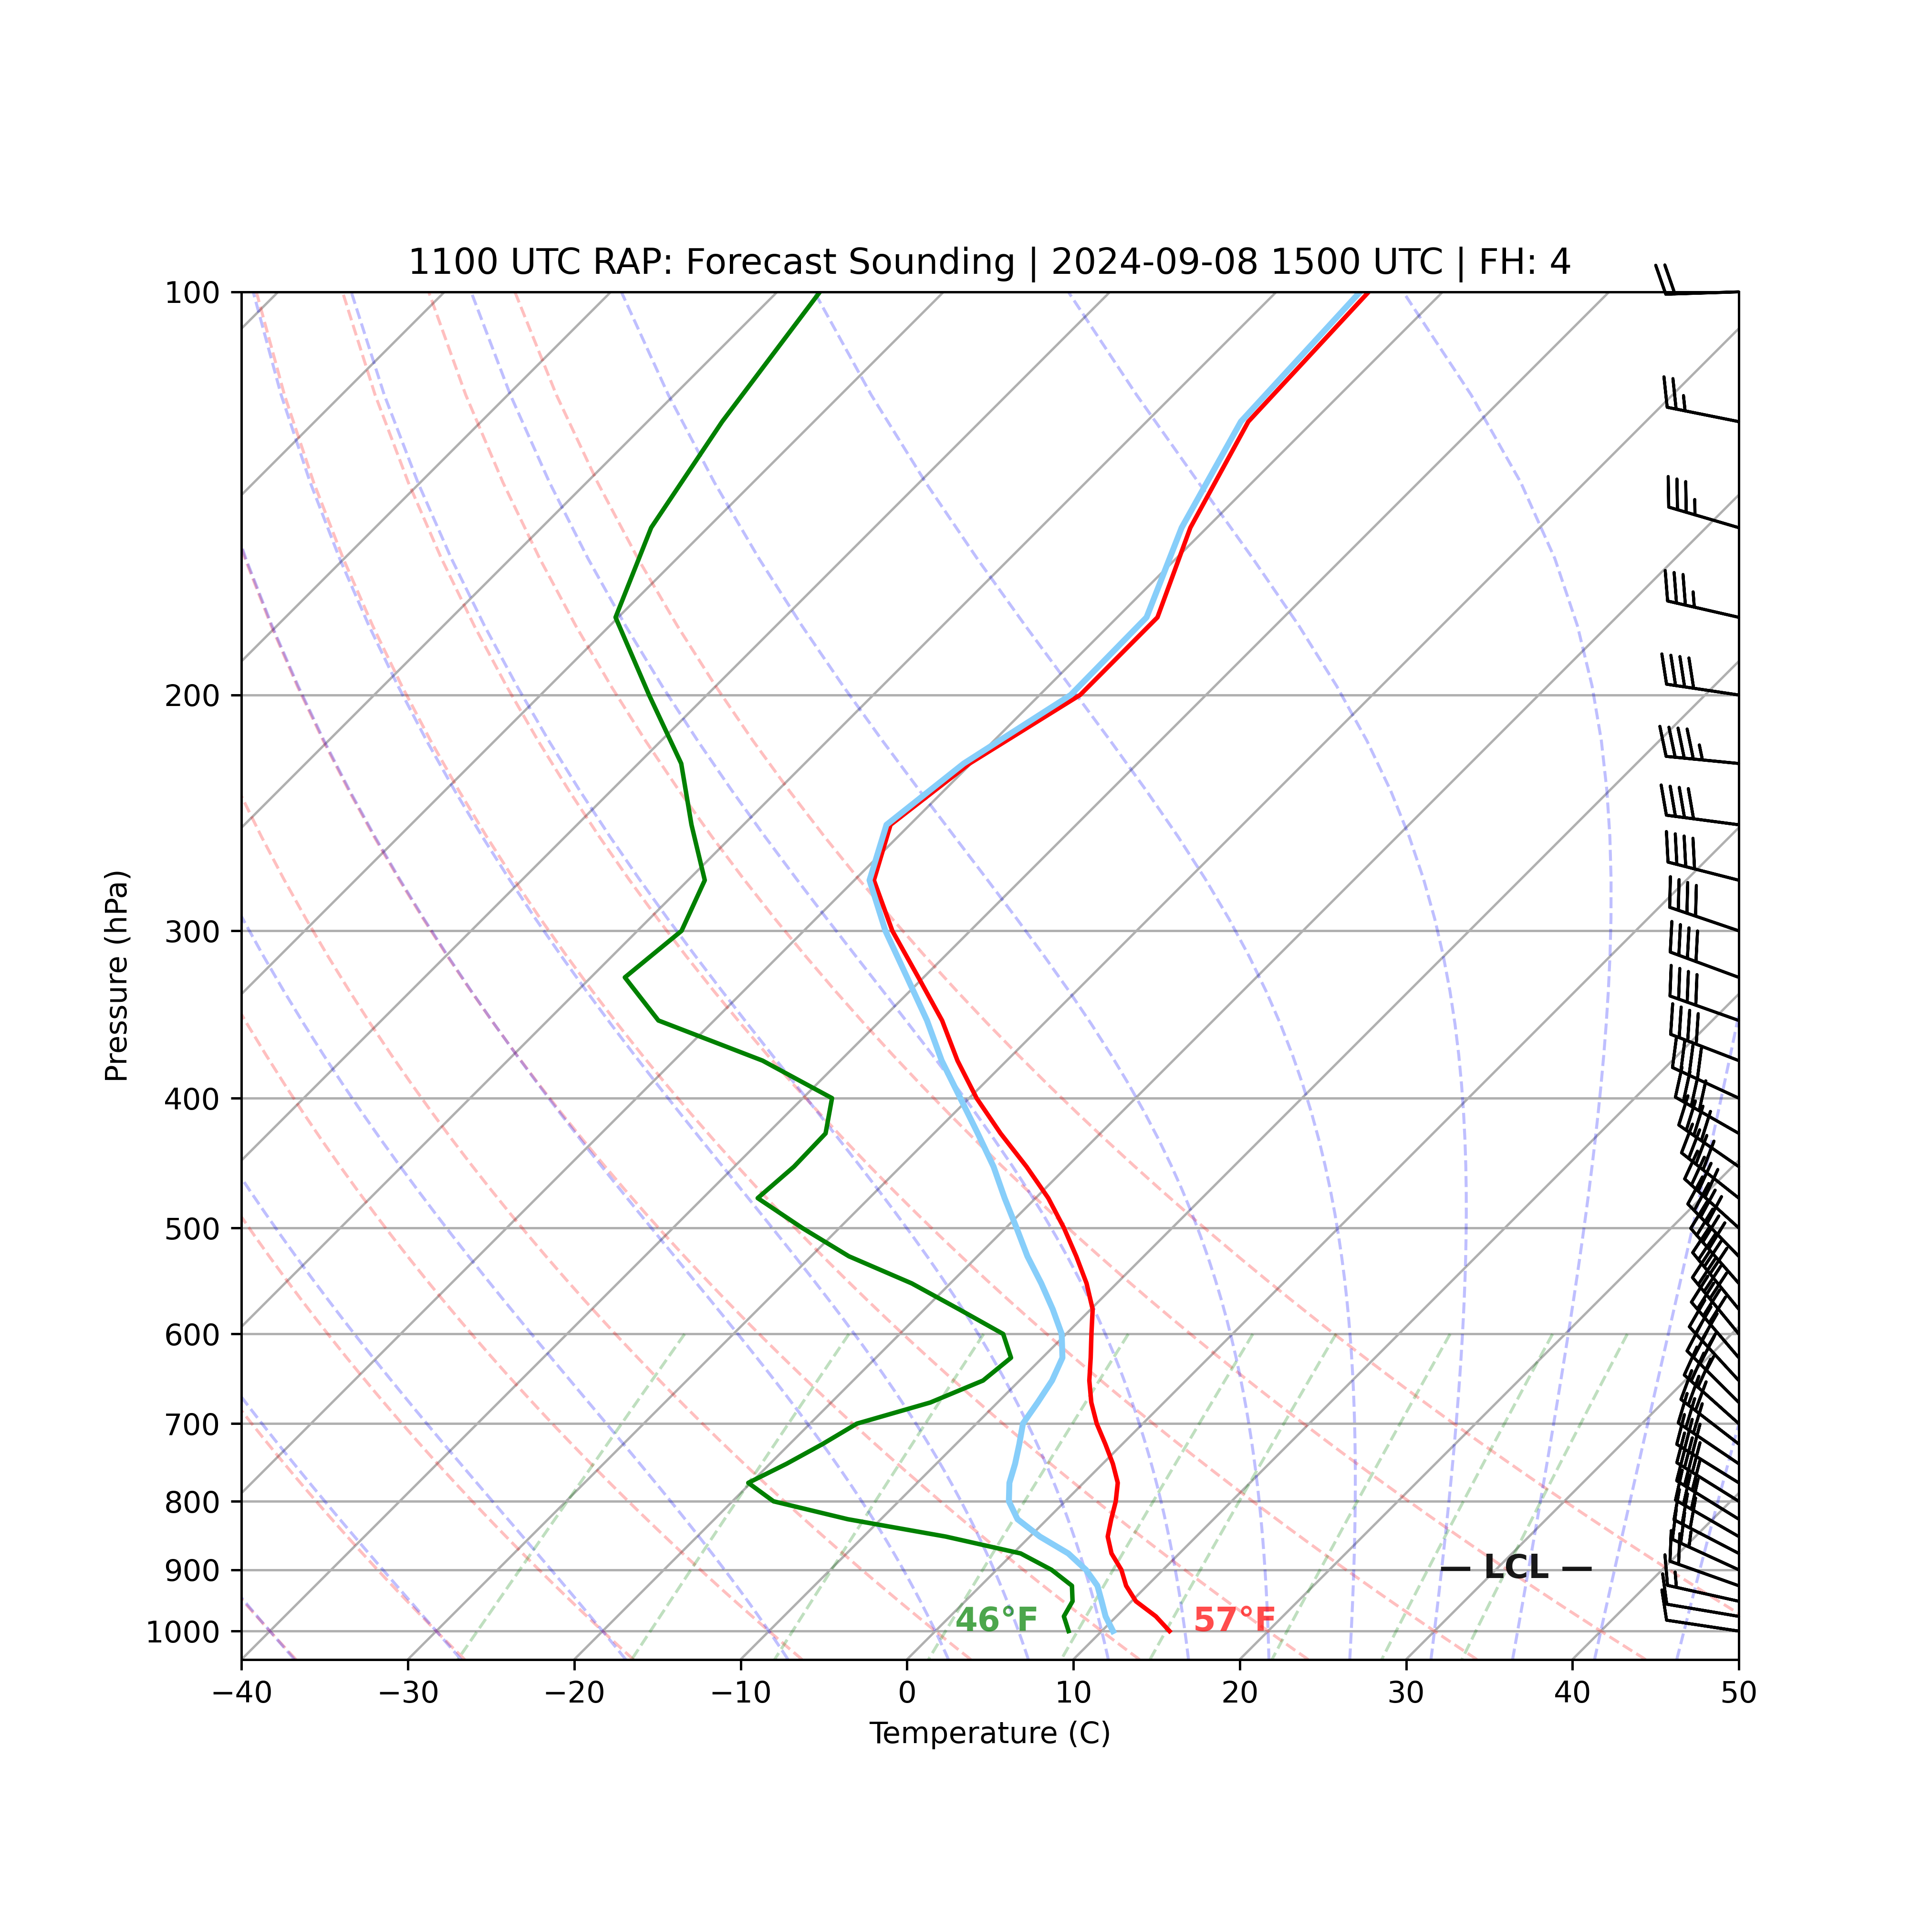 1100 UTC RAP: Forecast Sounding | 2024-09-08 1500 UTC | FH: 4
100
200
300
400
500
600
700
800
900
1000
Pressure (hPa)
— LCL —
46°F
57°F
−40 −30 −20 −10 0 10 20 30 40 50
Temperature (C)